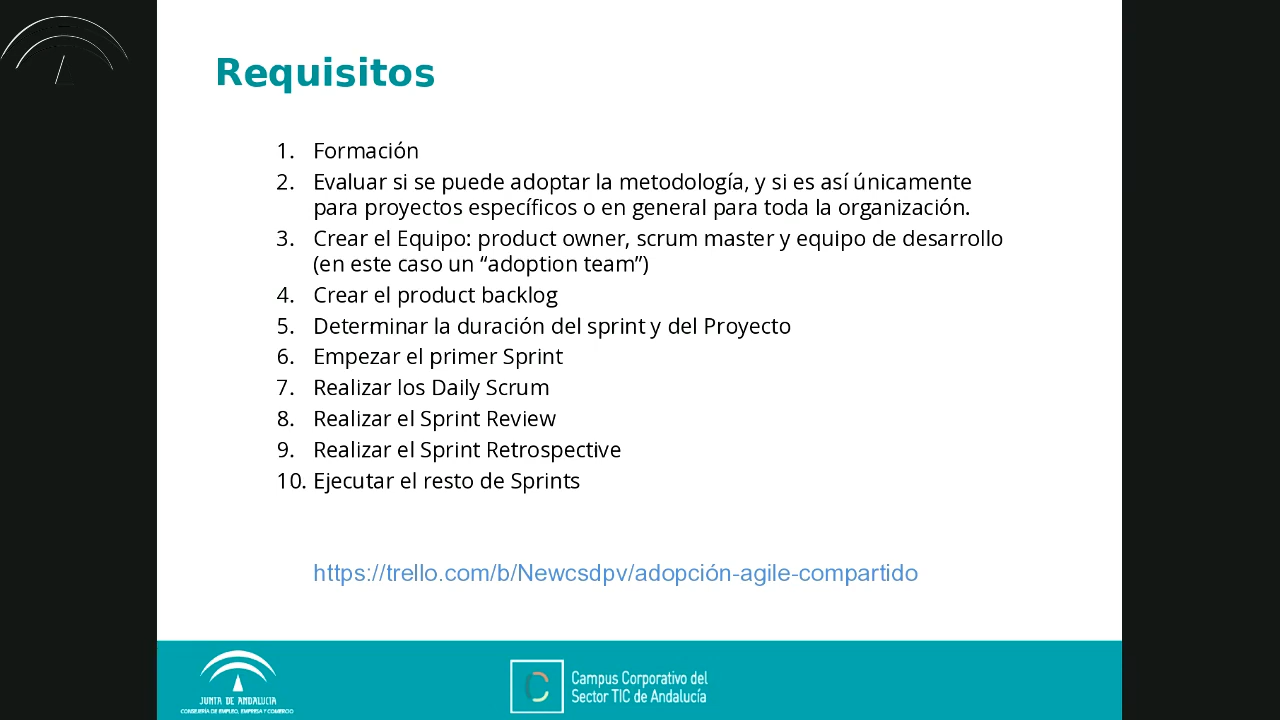 Requisitos
1. Formación
2. Evaluar si se puede adoptar la metodología, y si es así únicamente
para proyectos específicos o en general para toda la organización.
3. Crear el Equipo: product owner, scrum master y equipo de desarrollo
(en este caso un “adoption team”)
4. Crear el product backlog
5. Determinar la duración del sprint y del Proyecto
6. Empezar el primer Sprint
7. Realizar los Daily Scrum
8. Realizar el Sprint Review
9. Realizar el Sprint Retrospective
10. Ejecutar el resto de Sprints
https://trello.com/b/Newcsdpv/adopción-agile-compartido
JUNTA DE ANDALUCIA
CONSEJERÍA DE EMPLEO, EMPRESA Y COMERCIO
Campus Corporativo del
Sector TIC de Andalucía